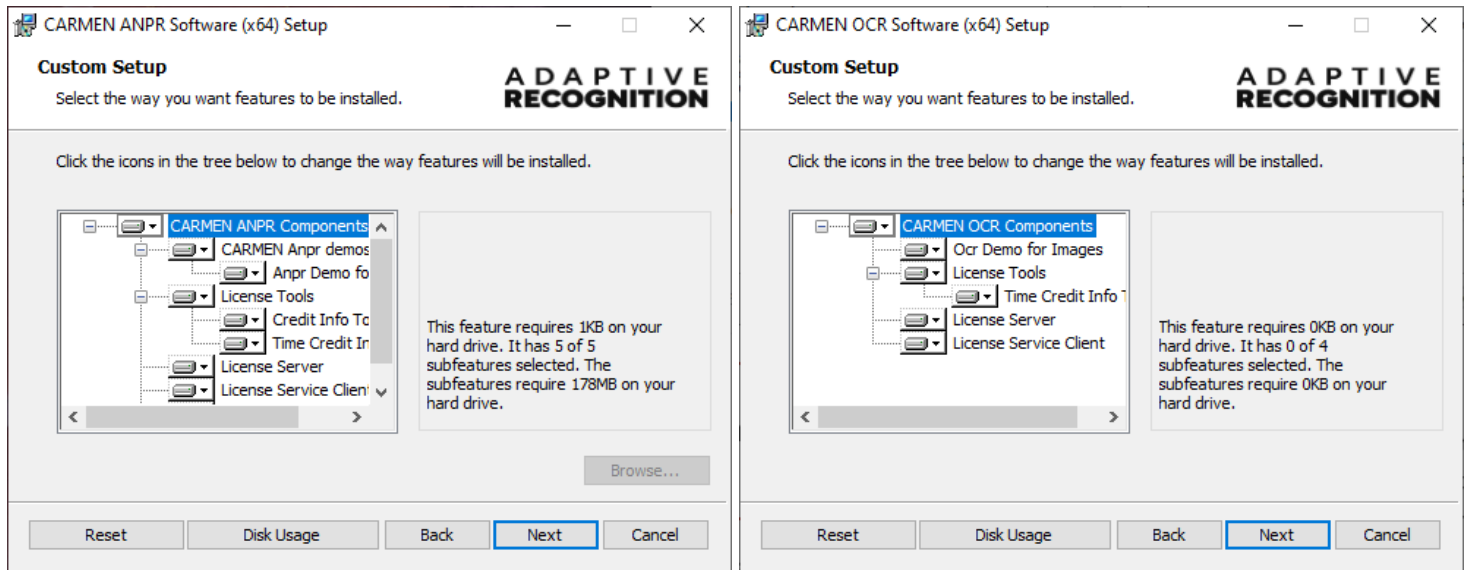 CARMEN ANPR Software (x64) Setup
Custom Setup
Select the way you want features to be installed.
ADAPTIVE
RECOGNITION
Click the icons in the tree below to change the way features will be installed.
CARMEN ANPR Components
CARMEN Anpr demos
Anpr Demo fo
License Tools
Credit Info To
Time Credit In
License Server
License Service Client
This feature requires 1KB on your
hard drive. It has 5 of 5
subfeatures selected. The
subfeatures require 178MB on your
hard drive.
Browse...
Reset
Disk Usage
Back
Next
Cancel
CARMEN OCR Software (x64) Setup
Custom Setup
Select the way you want features to be installed.
ADAPTIVE
RECOGNITION
Click the icons in the tree below to change the way features will be installed.
CARMEN OCR Components
Ocr Demo for Images
License Tools
Time Credit Info T
License Server
License Service Client
This feature requires 0KB on your
hard drive. It has 0 of 4
subfeatures selected. The
subfeatures require 0KB on your
hard drive.
Reset
Disk Usage
Back
Next
Cancel